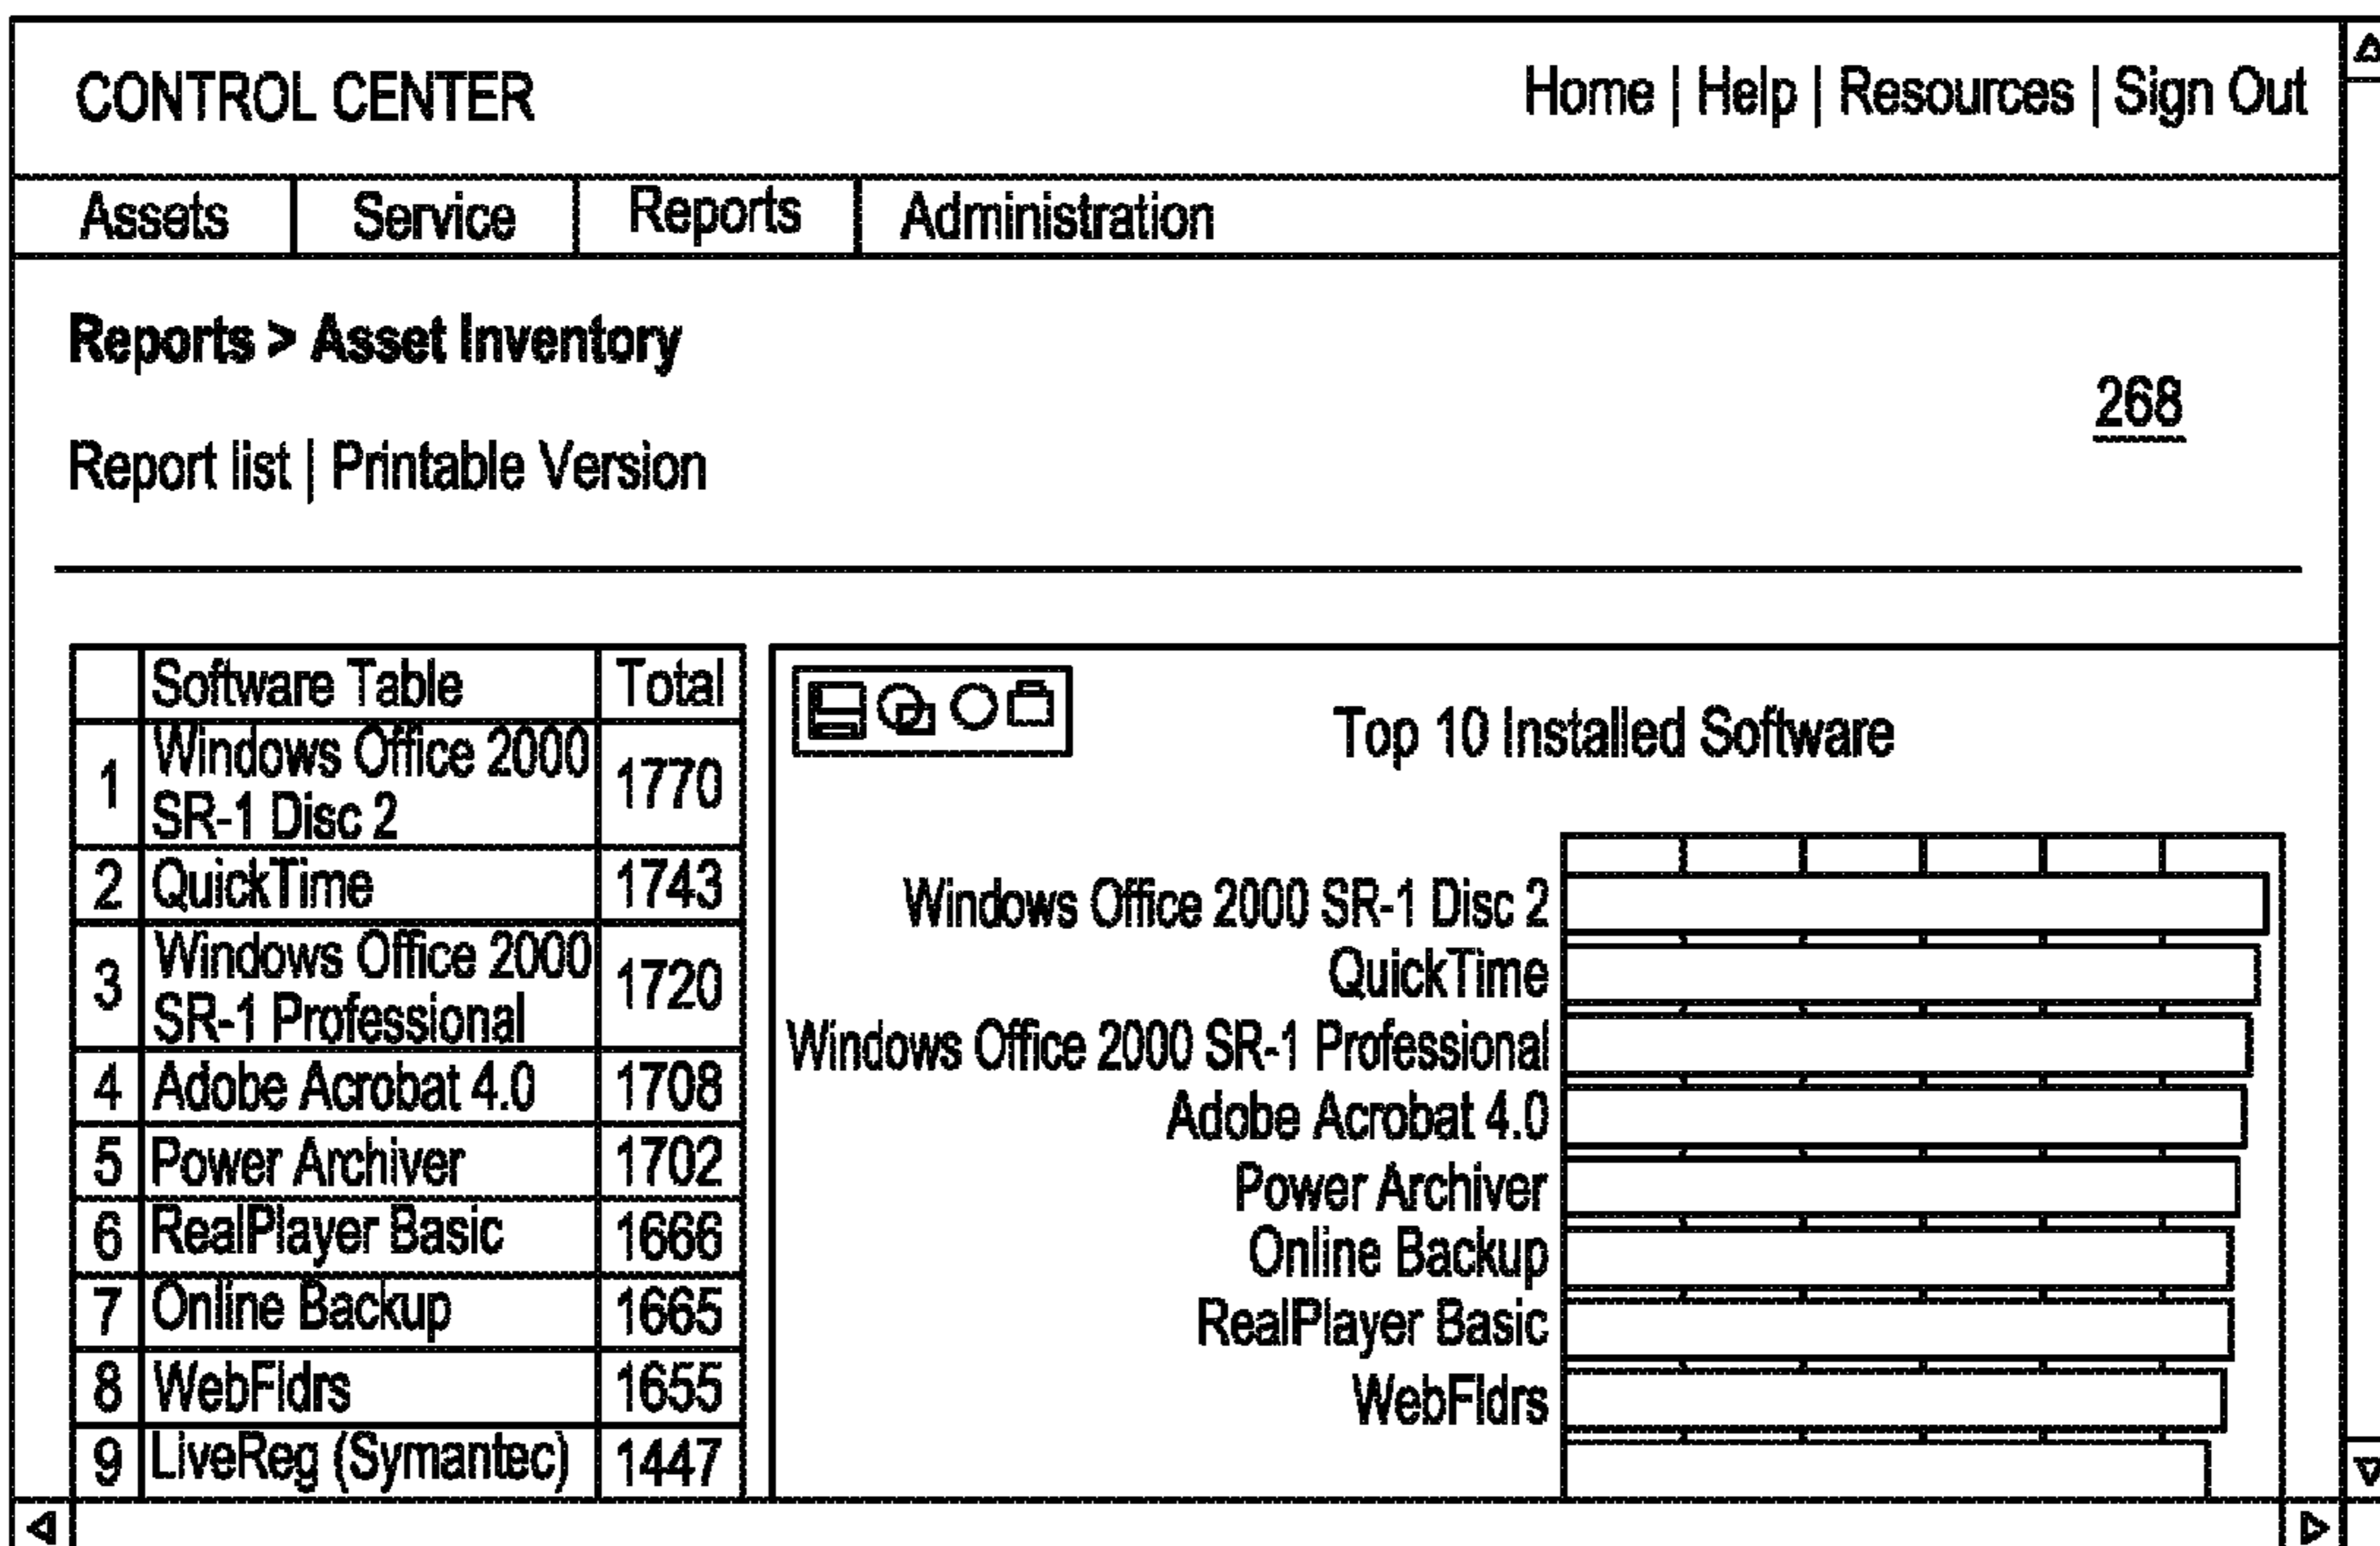 CONTROL CENTER
Home | Help | Resources | Sign Out
Assets
Service
Reports
Administration
Reports > Asset Inventory
268
Report list | Printable Version
Software Table Total
1 Windows Office 2000
SR-1 Disc 2 1770
2 QuickTime 1743
3 Windows Office 2000
SR-1 Professional 1720
4 Adobe Acrobat 4.0 1708
5 Power Archiver 1702
6 RealPlayer Basic 1666
7 Online Backup 1665
8 WebFldrs 1655
9 LiveReg (Symantec) 1447
Top 10 Installed Software
Windows Office 2000 SR-1 Disc 2
QuickTime
Windows Office 2000 SR-1 Professional
Adobe Acrobat 4.0
Power Archiver
Online Backup
RealPlayer Basic
WebFldrs